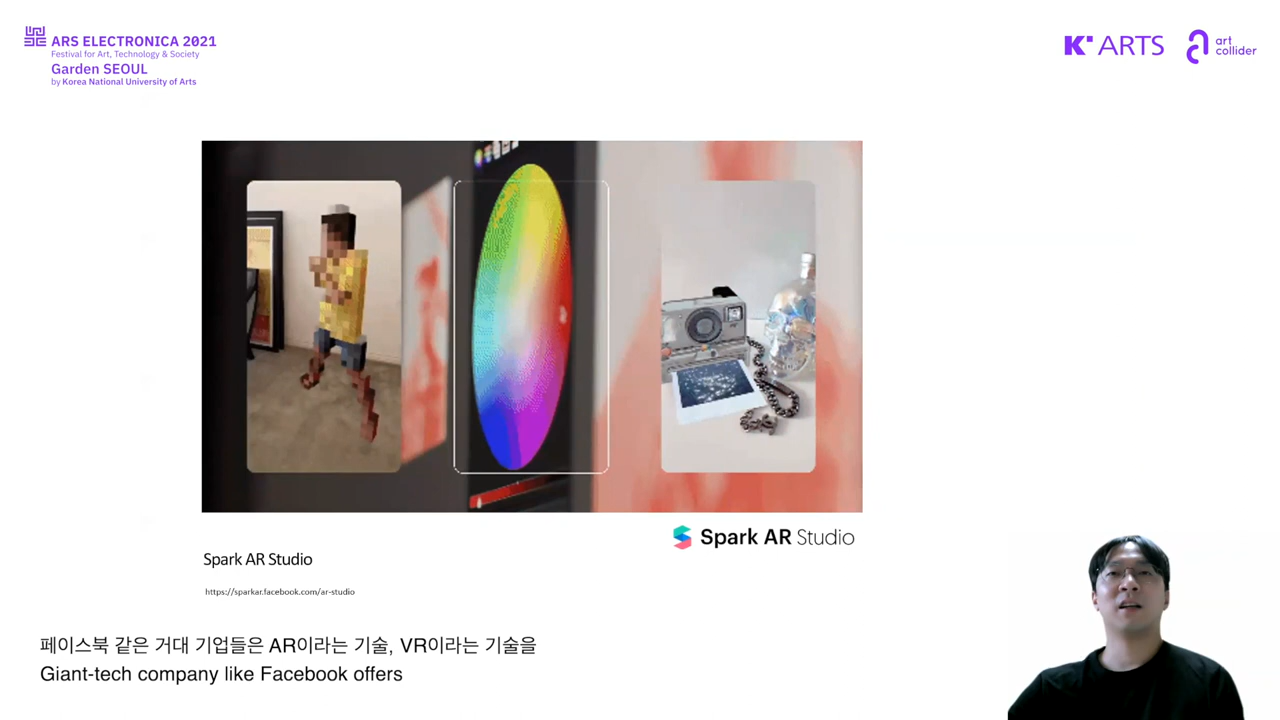 ARS ELECTRONICA 2021
Festival for Art, Technology & Society
Garden SEOUL
by Korea National University of Arts
K ARTS
art
collider
Spark AR Studio
Spark AR Studio
https://sparkar.facebook.com/ar-studio
페이스북 같은 거대 기업들은 AR이라는 기술, VR이라는 기술을
Giant-tech company like Facebook offers